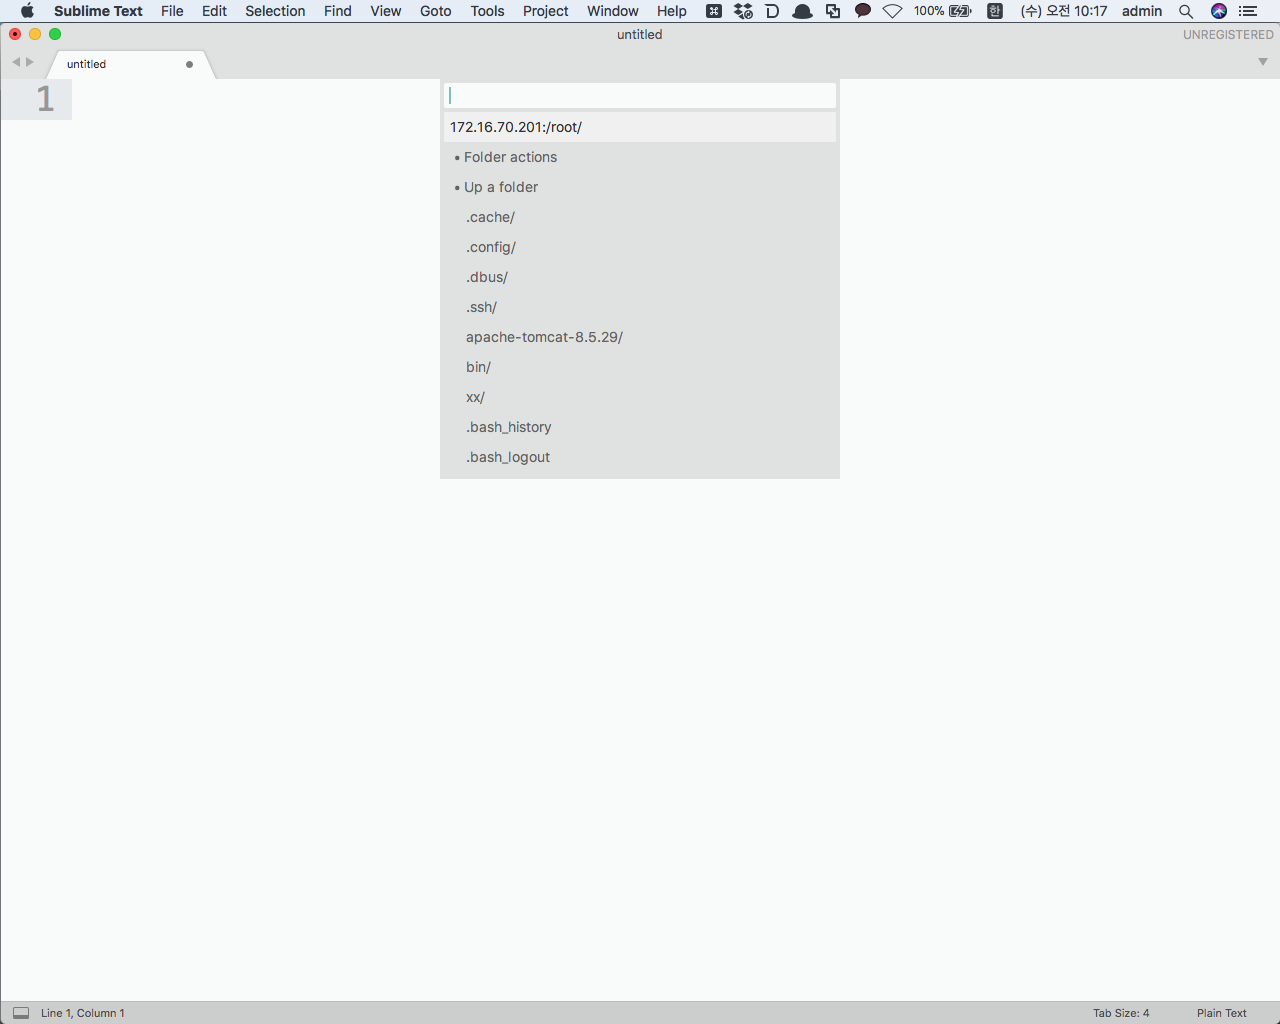 Sublime Text File Edit Selection Find View Goto Tools Project Window Help 100% 한 (수) 오전 10:17 admin
untitled
UNREGISTERED
untitled
1
172.16.70.201:/root/
• Folder actions
• Up a folder
.cache/
.config/
.dbus/
.ssh/
apache-tomcat-8.5.29/
bin/
xx/
.bash_history
.bash_logout
Line 1, Column 1 Tab Size: 4 Plain Text